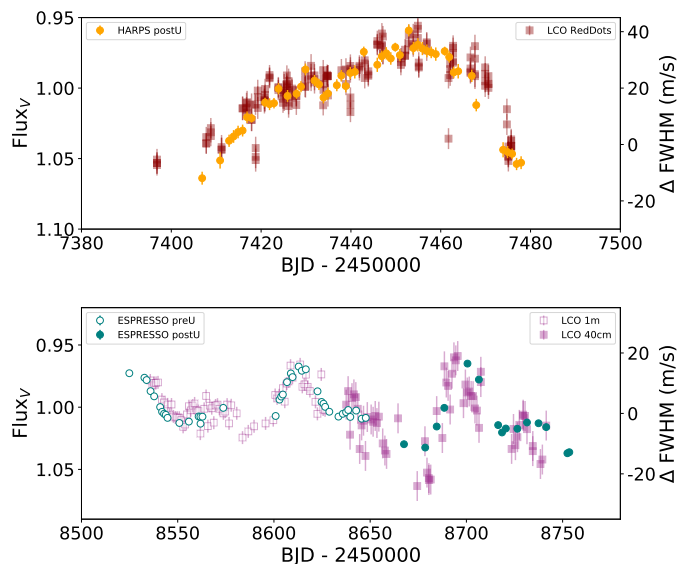 HARPS postU
LCO RedDots
0.95
1.00
1.05
1.10
Flux_V
40
20
0
-20
Δ FWHM (m/s)
7380 7400 7420 7440 7460 7480 7500
BJD - 2450000
ESPRESSO preU
ESPRESSO postU
LCO 1m
LCO 40cm
0.95
1.00
1.05
Flux_V
20
0
-20
Δ FWHM (m/s)
8500 8550 8600 8650 8700 8750
BJD - 2450000